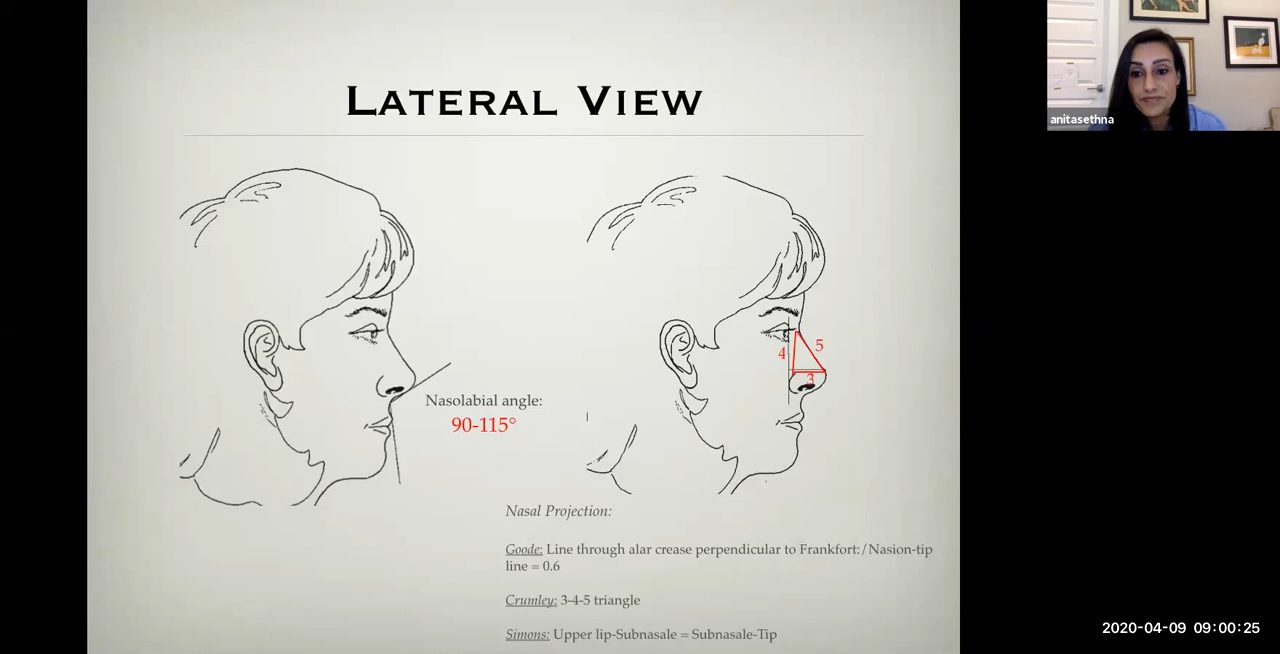 LATERAL VIEW
anitasethna
5
4
3
Nasolabial angle:
90-115°
Nasal Projection:
Goode: Line through alar crease perpendicular to Frankfort:/Nasion-tip
line = 0.6
Crumley: 3-4-5 triangle
Simons: Upper lip-Subnasale = Subnasale-Tip
2020-04-09 09:00:25